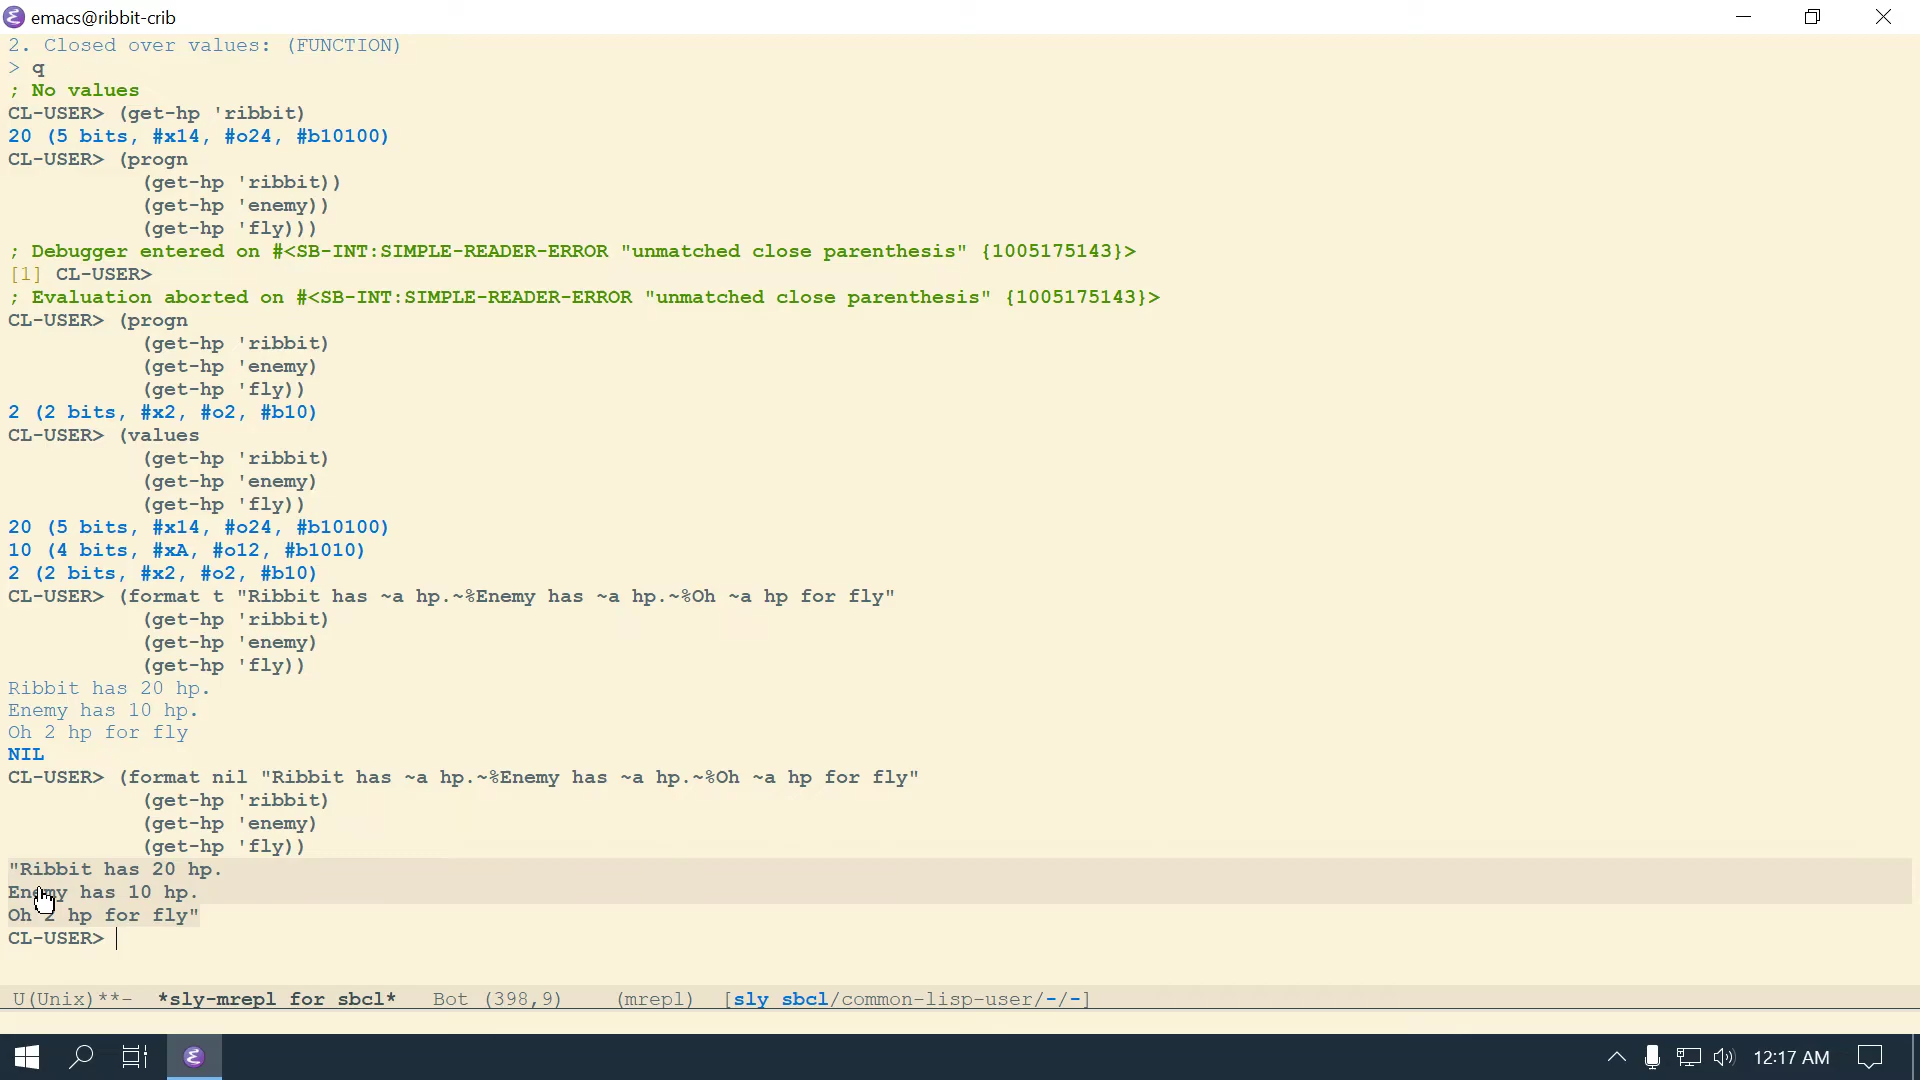 emacs@ribbit-crib
2. Closed over values: (FUNCTION)
> q
; No values
CL-USER> (get-hp 'ribbit)
20 (5 bits, #x14, #o24, #b10100)
CL-USER> (progn
(get-hp 'ribbit))
(get-hp 'enemy))
(get-hp 'fly)))
; Debugger entered on #<SB-INT:SIMPLE-READER-ERROR "unmatched close parenthesis" {1005175143}>
[1] CL-USER>
; Evaluation aborted on #<SB-INT:SIMPLE-READER-ERROR "unmatched close parenthesis" {1005175143}>
CL-USER> (progn
(get-hp 'ribbit)
(get-hp 'enemy)
(get-hp 'fly))
2 (2 bits, #x2, #o2, #b10)
CL-USER> (values
(get-hp 'ribbit)
(get-hp 'enemy)
(get-hp 'fly))
20 (5 bits, #x14, #o24, #b10100)
10 (4 bits, #xA, #o12, #b1010)
2 (2 bits, #x2, #o2, #b10)
CL-USER> (format t "Ribbit has ~a hp.~%Enemy has ~a hp.~%Oh ~a hp for fly"
(get-hp 'ribbit)
(get-hp 'enemy)
(get-hp 'fly))
Ribbit has 20 hp.
Enemy has 10 hp.
Oh 2 hp for fly
NIL
CL-USER> (format nil "Ribbit has ~a hp.~%Enemy has ~a hp.~%Oh ~a hp for fly"
(get-hp 'ribbit)
(get-hp 'enemy)
(get-hp 'fly))
"Ribbit has 20 hp.
Enemy has 10 hp.
Oh 2 hp for fly"
CL-USER>
U(Unix)**- *sly-mrepl for sbcl* Bot (398,9) (mrepl) [sly sbcl/common-lisp-user/-/-]
12:17 AM